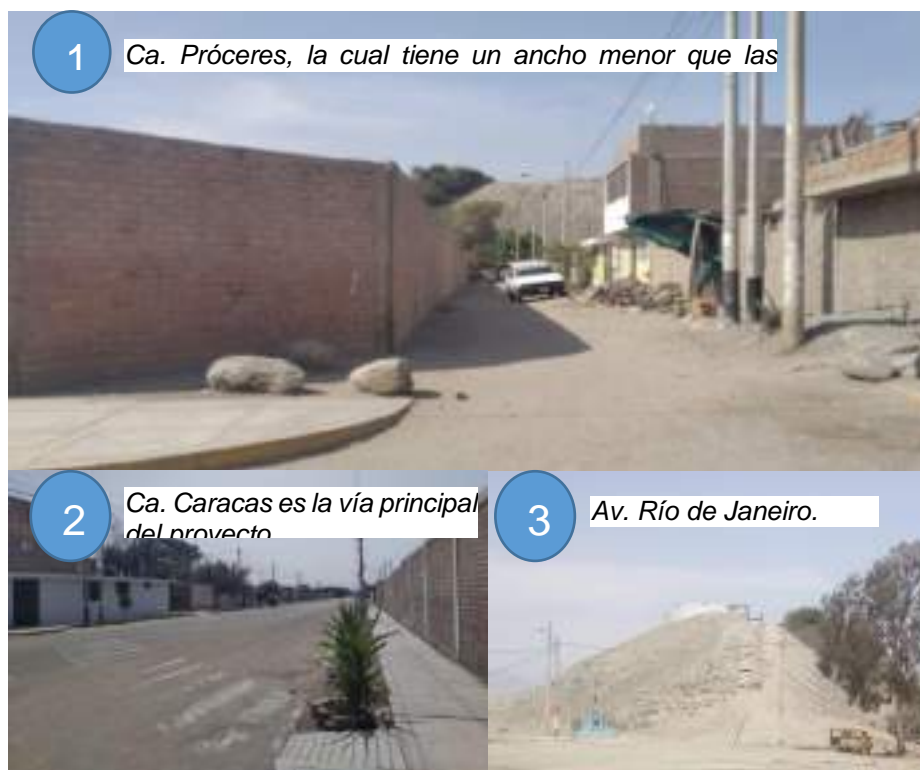 1
Ca. Próceres, la cual tiene un ancho menor que las
2
Ca. Caracas es la vía principal
del proyecto
3
Av. Río de Janeiro.